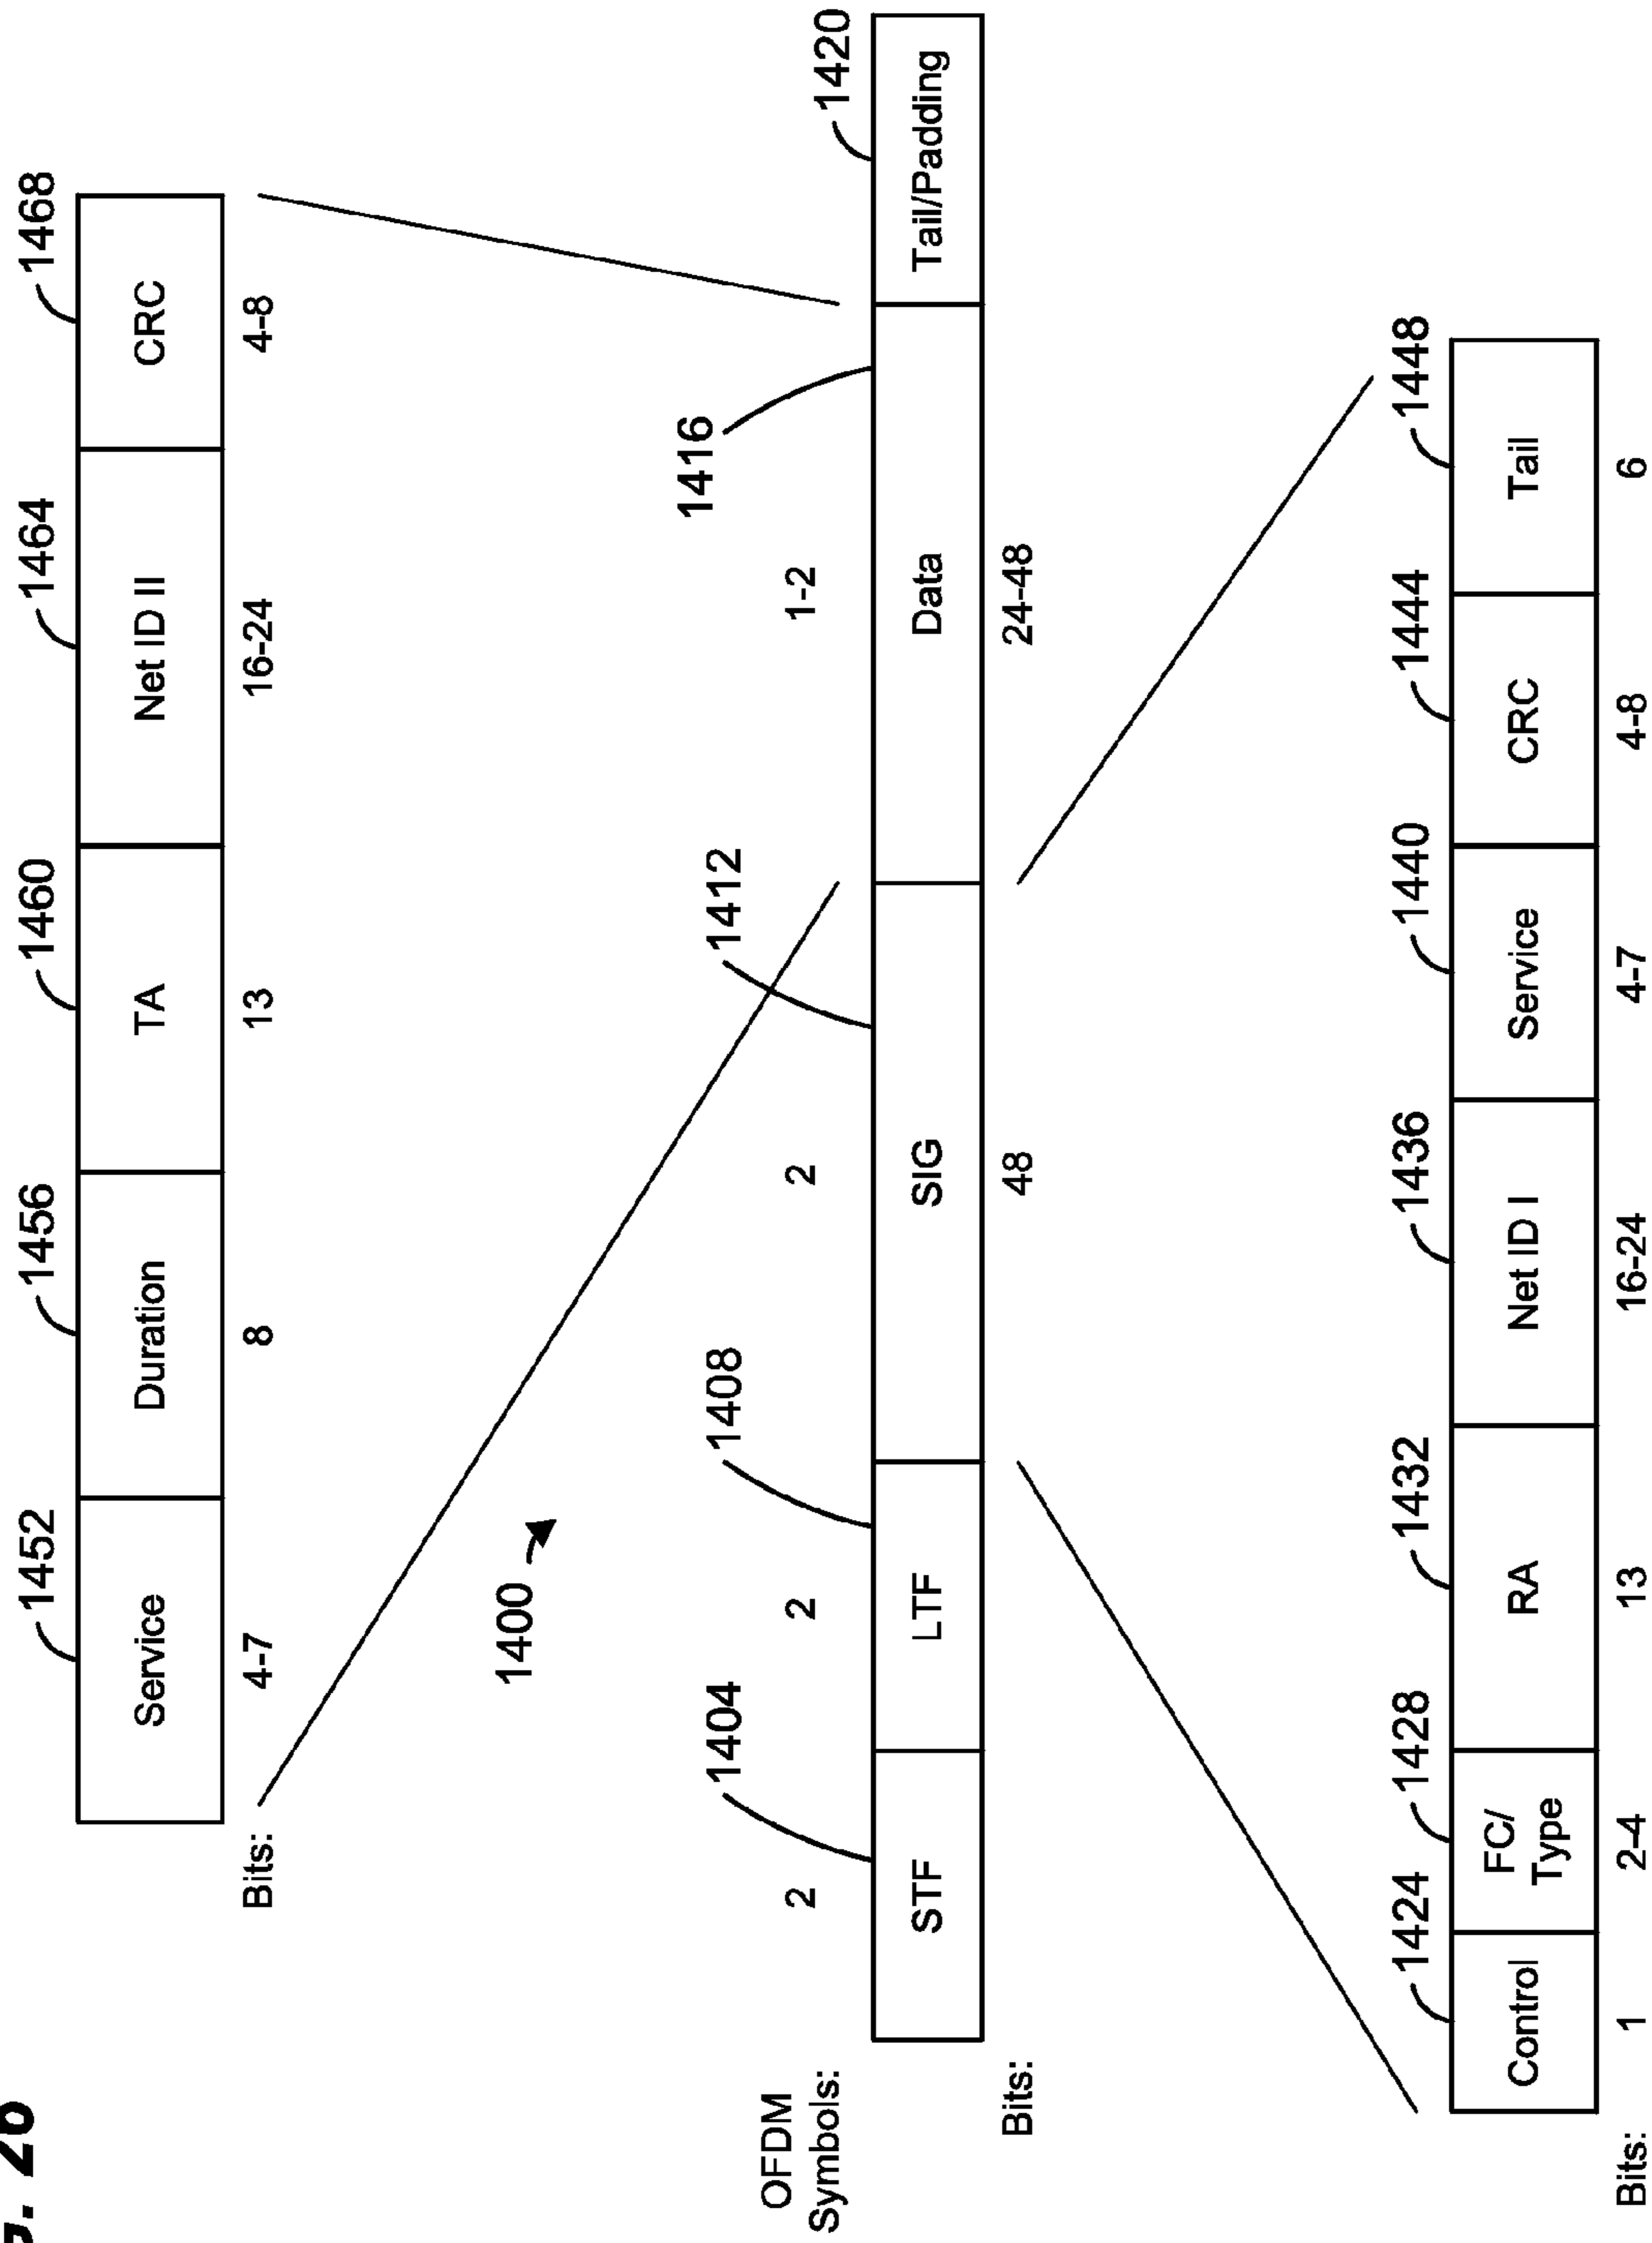 G. 26
1452 1456 1460 1464 1468
Service Duration TA Net ID II CRC
Bits: 4-7 8 13 16-24 4-8
1400
1404 1408 1412 1416 1420
OFDM
Symbols: 2 2 2 1-2
STF LTF SIG Data Tail/Padding
Bits: 48 24-48
1424 1428 1432 1436 1440 1444 1448
Control FC/
Type RA Net ID I Service CRC Tail
Bits: 1 2-4 13 16-24 4-7 4-8 6